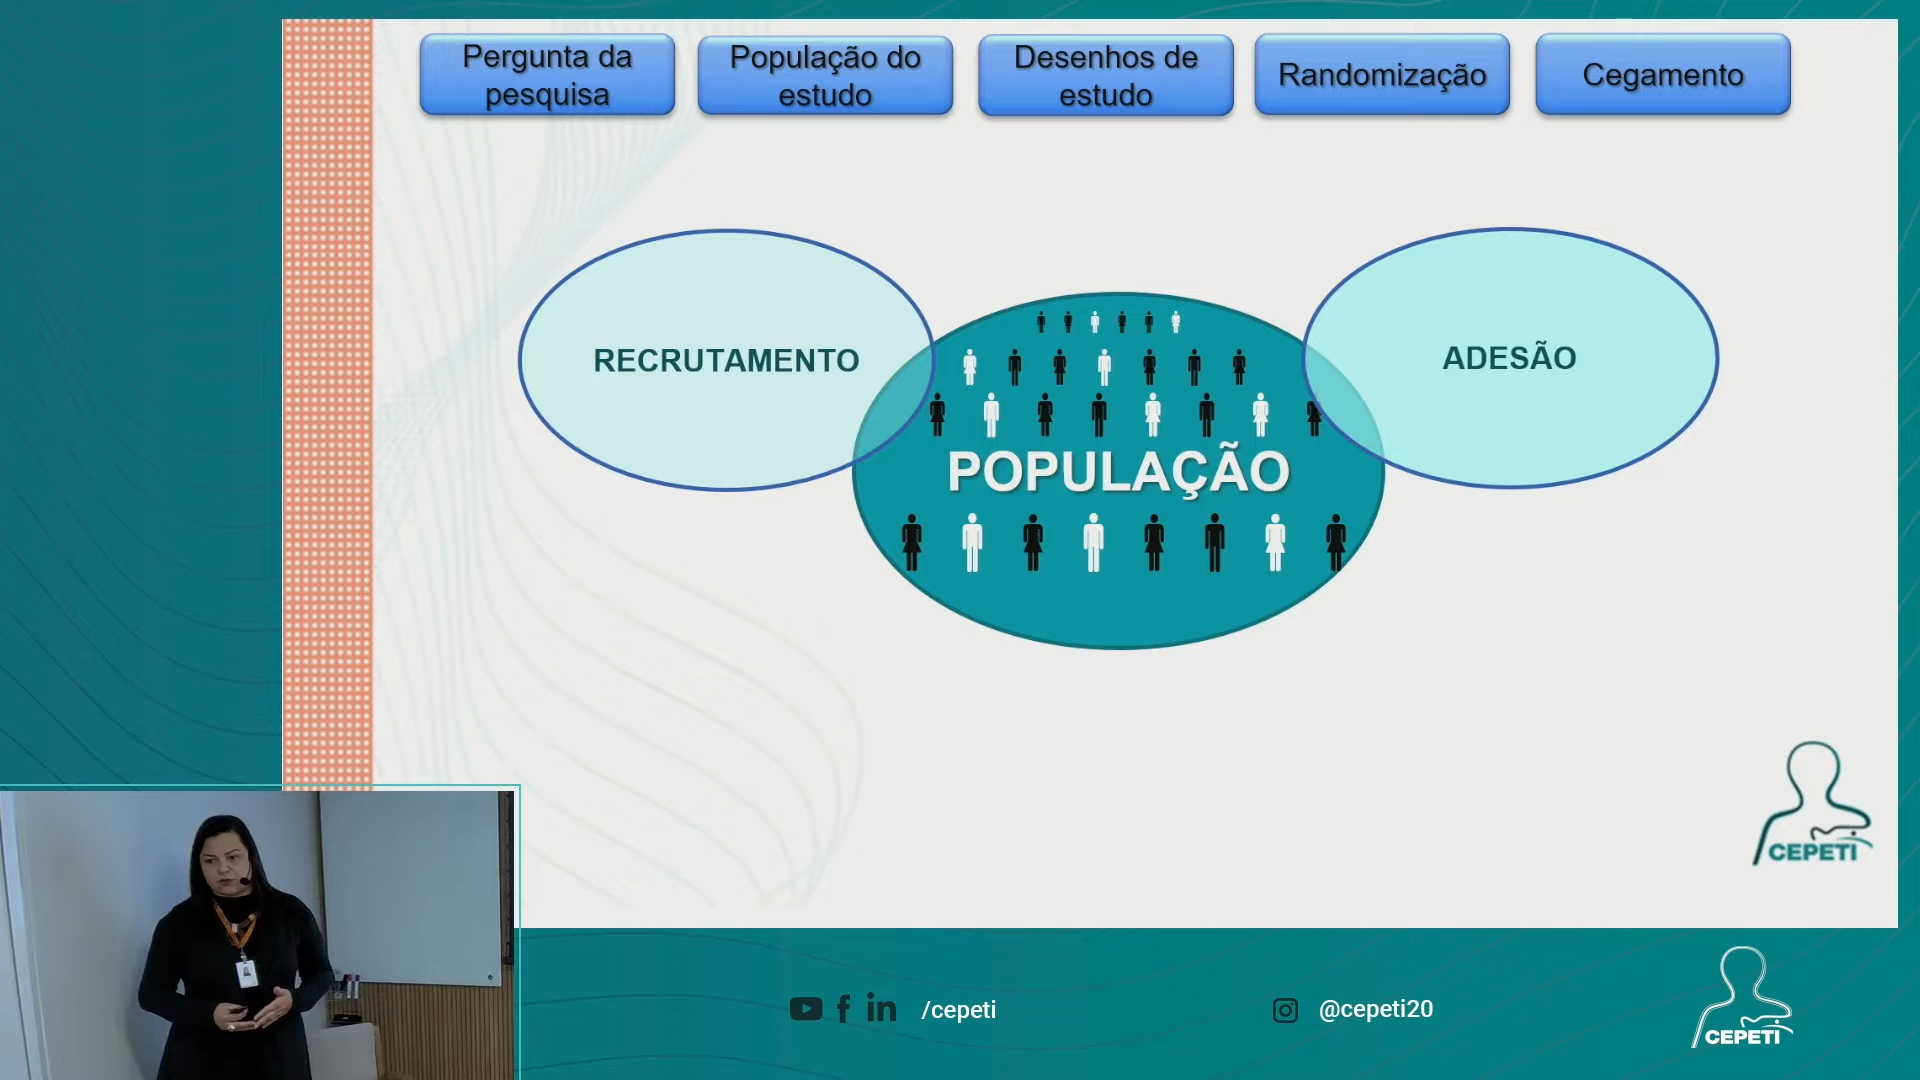 Pergunta da
pesquisa
População do
estudo
Desenhos de
estudo
Randomização
Cegamento
RECRUTAMENTO
ADESÃO
POPULAÇÃO
CEPETI
/cepeti
@cepeti20
CEPETI